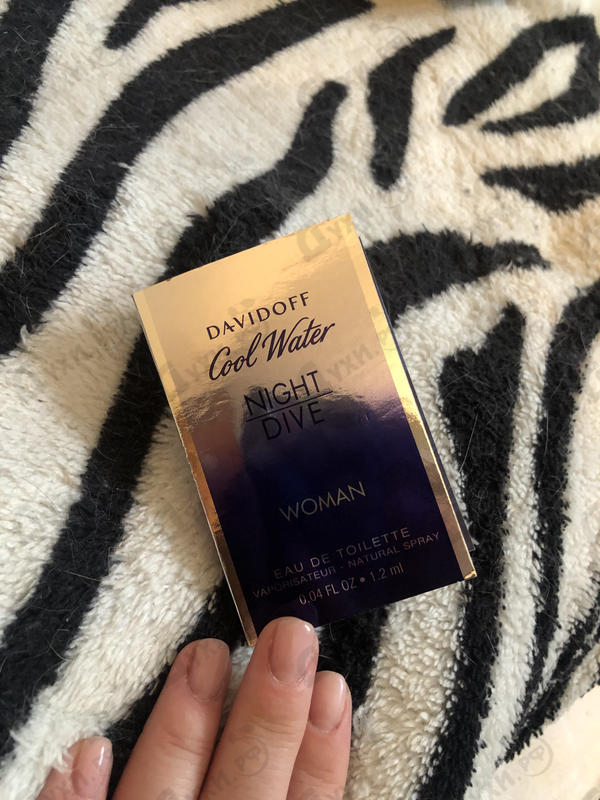 DAVIDOFF
Cool Water
NIGHT
DIVE
WOMAN
EAU DE TOILETTE
VAPORISATEUR - NATURAL SPRAY
0.04 FL OZ • 1.2 ml